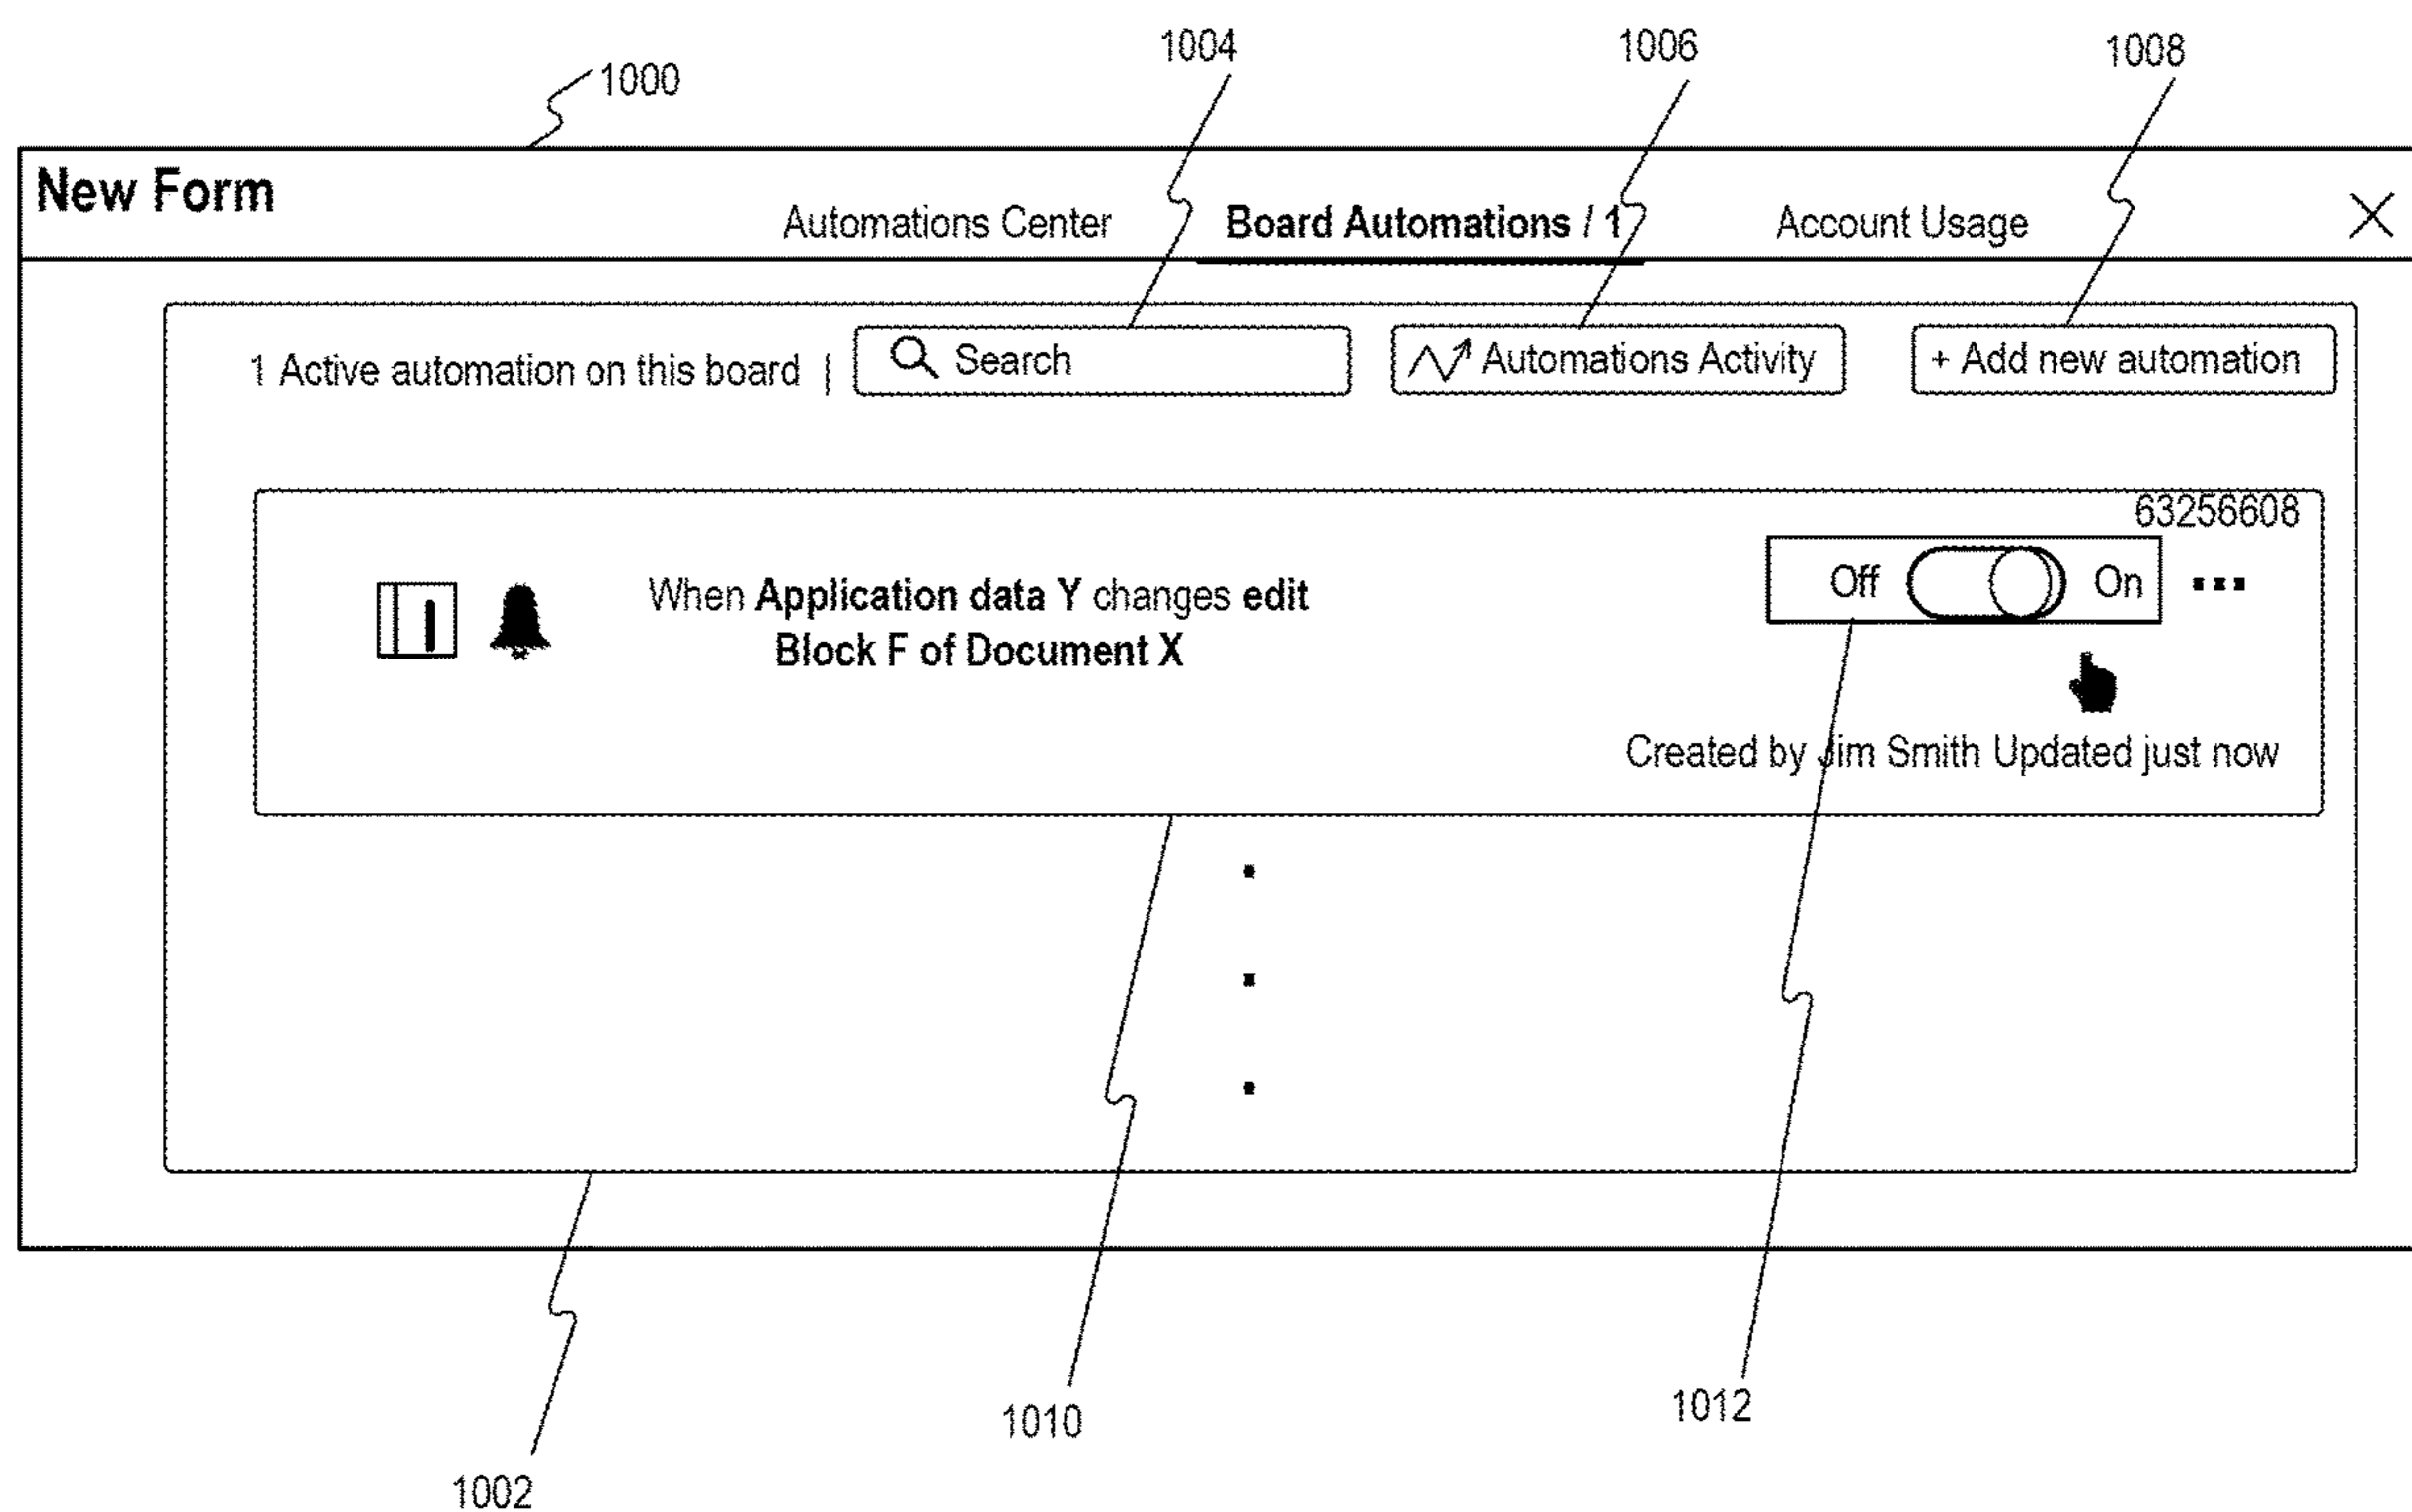 1004
1006
1008
1000
New Form
Automations Center
Board Automations / 1
Account Usage
1 Active automation on this board |
Search
Automations Activity
+ Add new automation
63256608
When Application data Y changes edit
Block F of Document X
Off
On
Created by Jim Smith Updated just now
1012
1010
1002